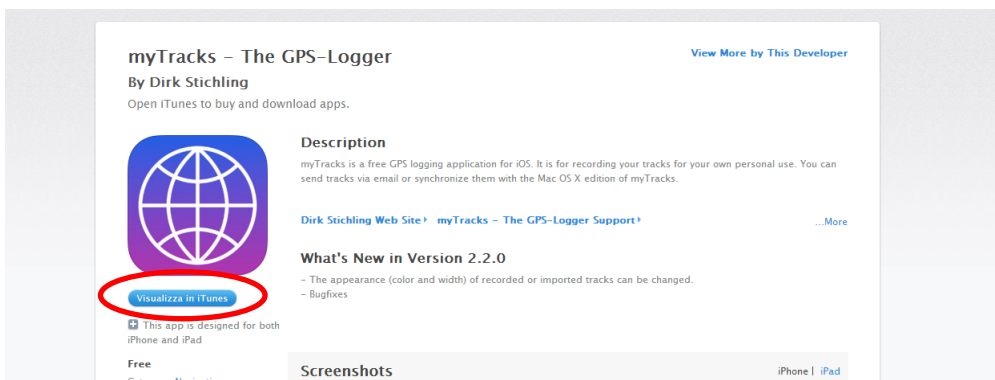 myTracks – The GPS-Logger
View More by This Developer
By Dirk Stichling
Open iTunes to buy and download apps.
Description
myTracks is a free GPS logging application for iOS. It is for recording your tracks for your own personal use. You can
send tracks via email or synchronize them with the Mac OS X edition of myTracks.
Dirk Stichling Web Site
myTracks – The GPS-Logger Support
...More
What's New in Version 2.2.0
– The appearance (color and width) of recorded or imported tracks can be changed.
– Bugfixes
Visualizza in iTunes
This app is designed for both
iPhone and iPad
Free
Screenshots
iPhone | iPad